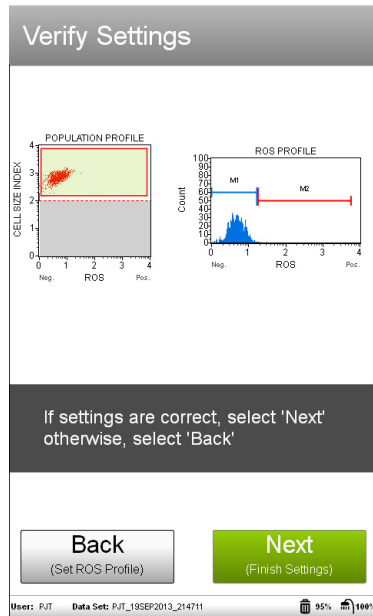 Verify Settings
POPULATION PROFILE
CELL SIZE INDEX
4
3
2
1
0
0 1 2 3 4
Neg. ROS Pos.
ROS PROFILE
Count
100
90
80
70
60
50
40
30
20
10
0
M1
M2
0 1 2 3 4
Neg. ROS Pos.
If settings are correct, select 'Next'
otherwise, select 'Back'
Back
(Set ROS Profile)
Next
(Finish Settings)
User: PJT Data Set: PJT_19SEP2013_214711 95% 100%